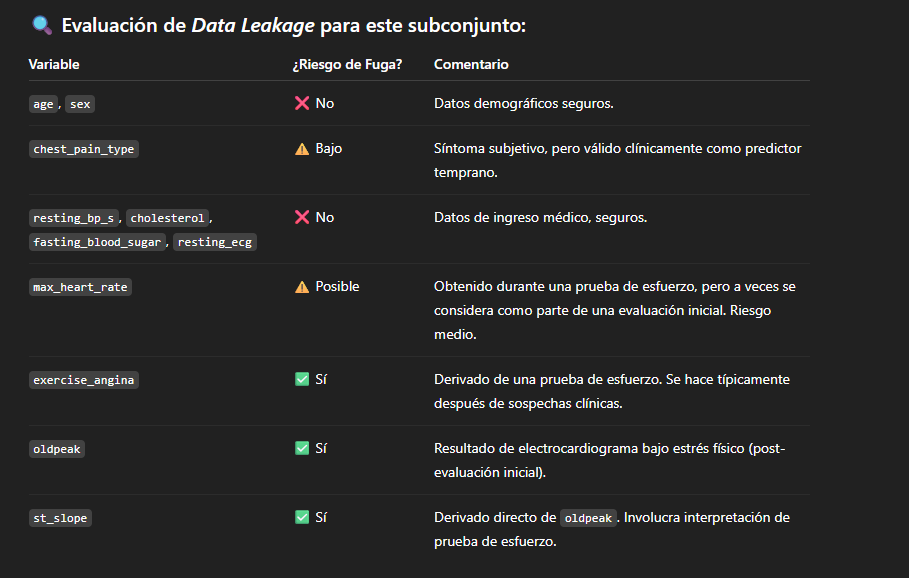 🔍 Evaluación de Data Leakage para este subconjunto:
Variable ¿Riesgo de Fuga? Comentario
age, sex ❌ No Datos demográficos seguros.
chest_pain_type ⚠️ Bajo Síntoma subjetivo, pero válido clínicamente como predictor
temprano.
resting_bp_s, cholesterol, ❌ No Datos de ingreso médico, seguros.
fasting_blood_sugar, resting_ecg
max_heart_rate ⚠️ Posible Obtenido durante una prueba de esfuerzo, pero a veces se
considera como parte de una evaluación inicial. Riesgo
medio.
exercise_angina ✅ Sí Derivado de una prueba de esfuerzo. Se hace típicamente
después de sospechas clínicas.
oldpeak ✅ Sí Resultado de electrocardiograma bajo estrés físico (post-
evaluación inicial).
st_slope ✅ Sí Derivado directo de oldpeak. Involucra interpretación de
prueba de esfuerzo.